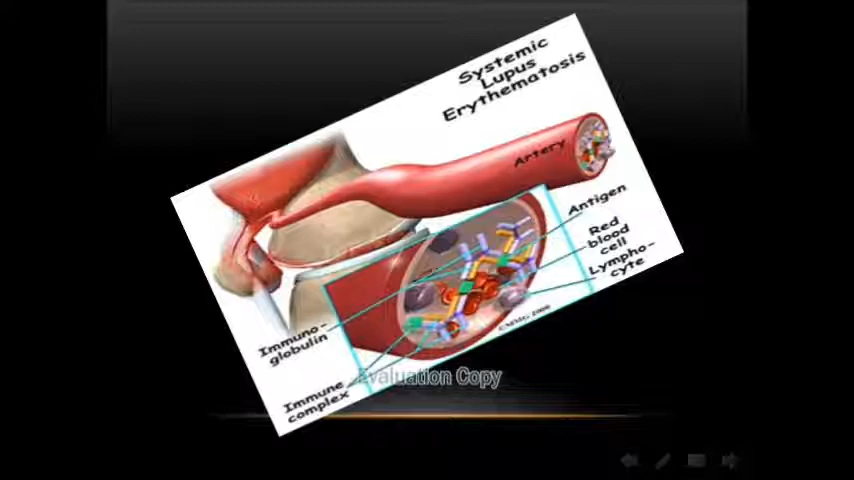 Systemic
Lupus
Erythematosis
Artery
Antigen
Red
blood
cell
Lympho-
cyte
Immuno-
globulin
Immune
complex
Evaluation Copy